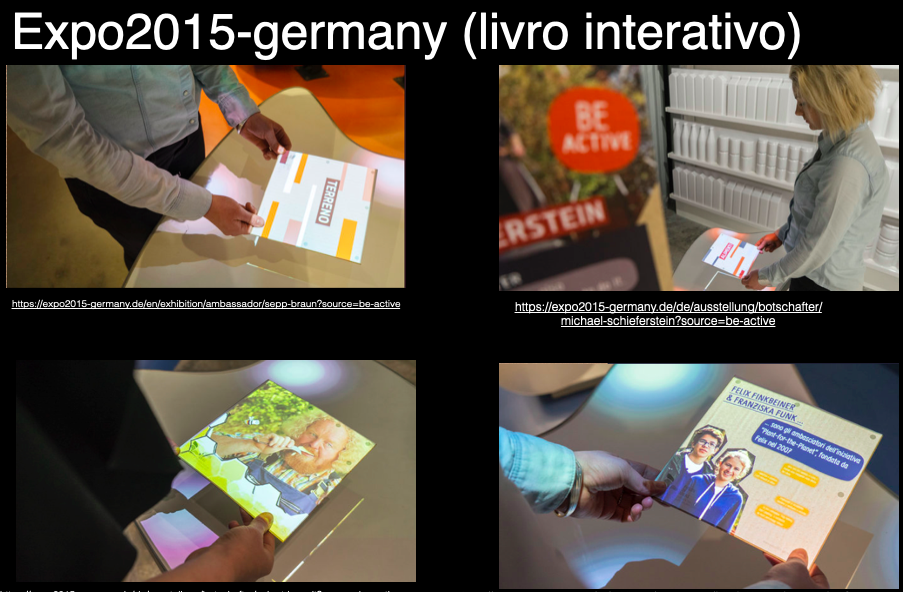 Expo2015-germany (livro interativo)
TERRENO
BE
ACTIVE
ERSTEIN
https://expo2015-germany.de/en/exhibition/ambassador/sepp-braun?source=be-active
https://expo2015-germany.de/de/ausstellung/botschafter/
michael-schieferstein?source=be-active
FELIX FINKBEINER
& FRANZISKA FUNK...
... sono gli ambasciatori dell'iniziativa
"Plant-for-the-Planet", fondata da
Felix nel 2007